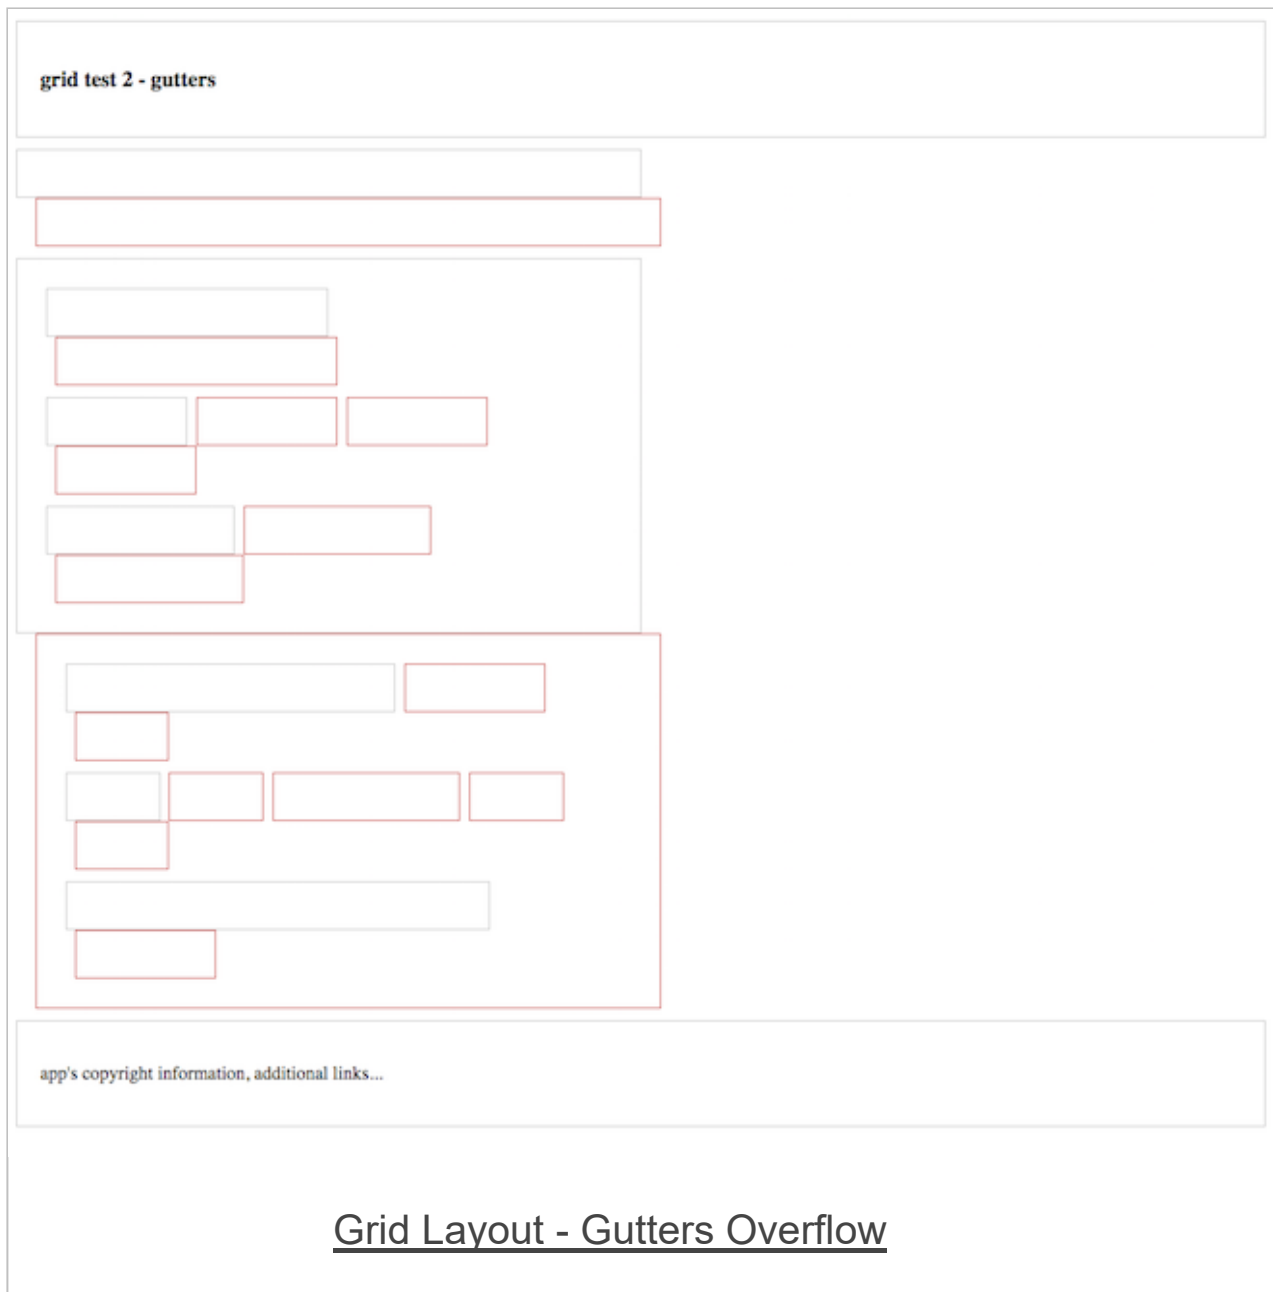 grid test 2 - gutters
app's copyright information, additional links...
Grid Layout - Gutters Overflow